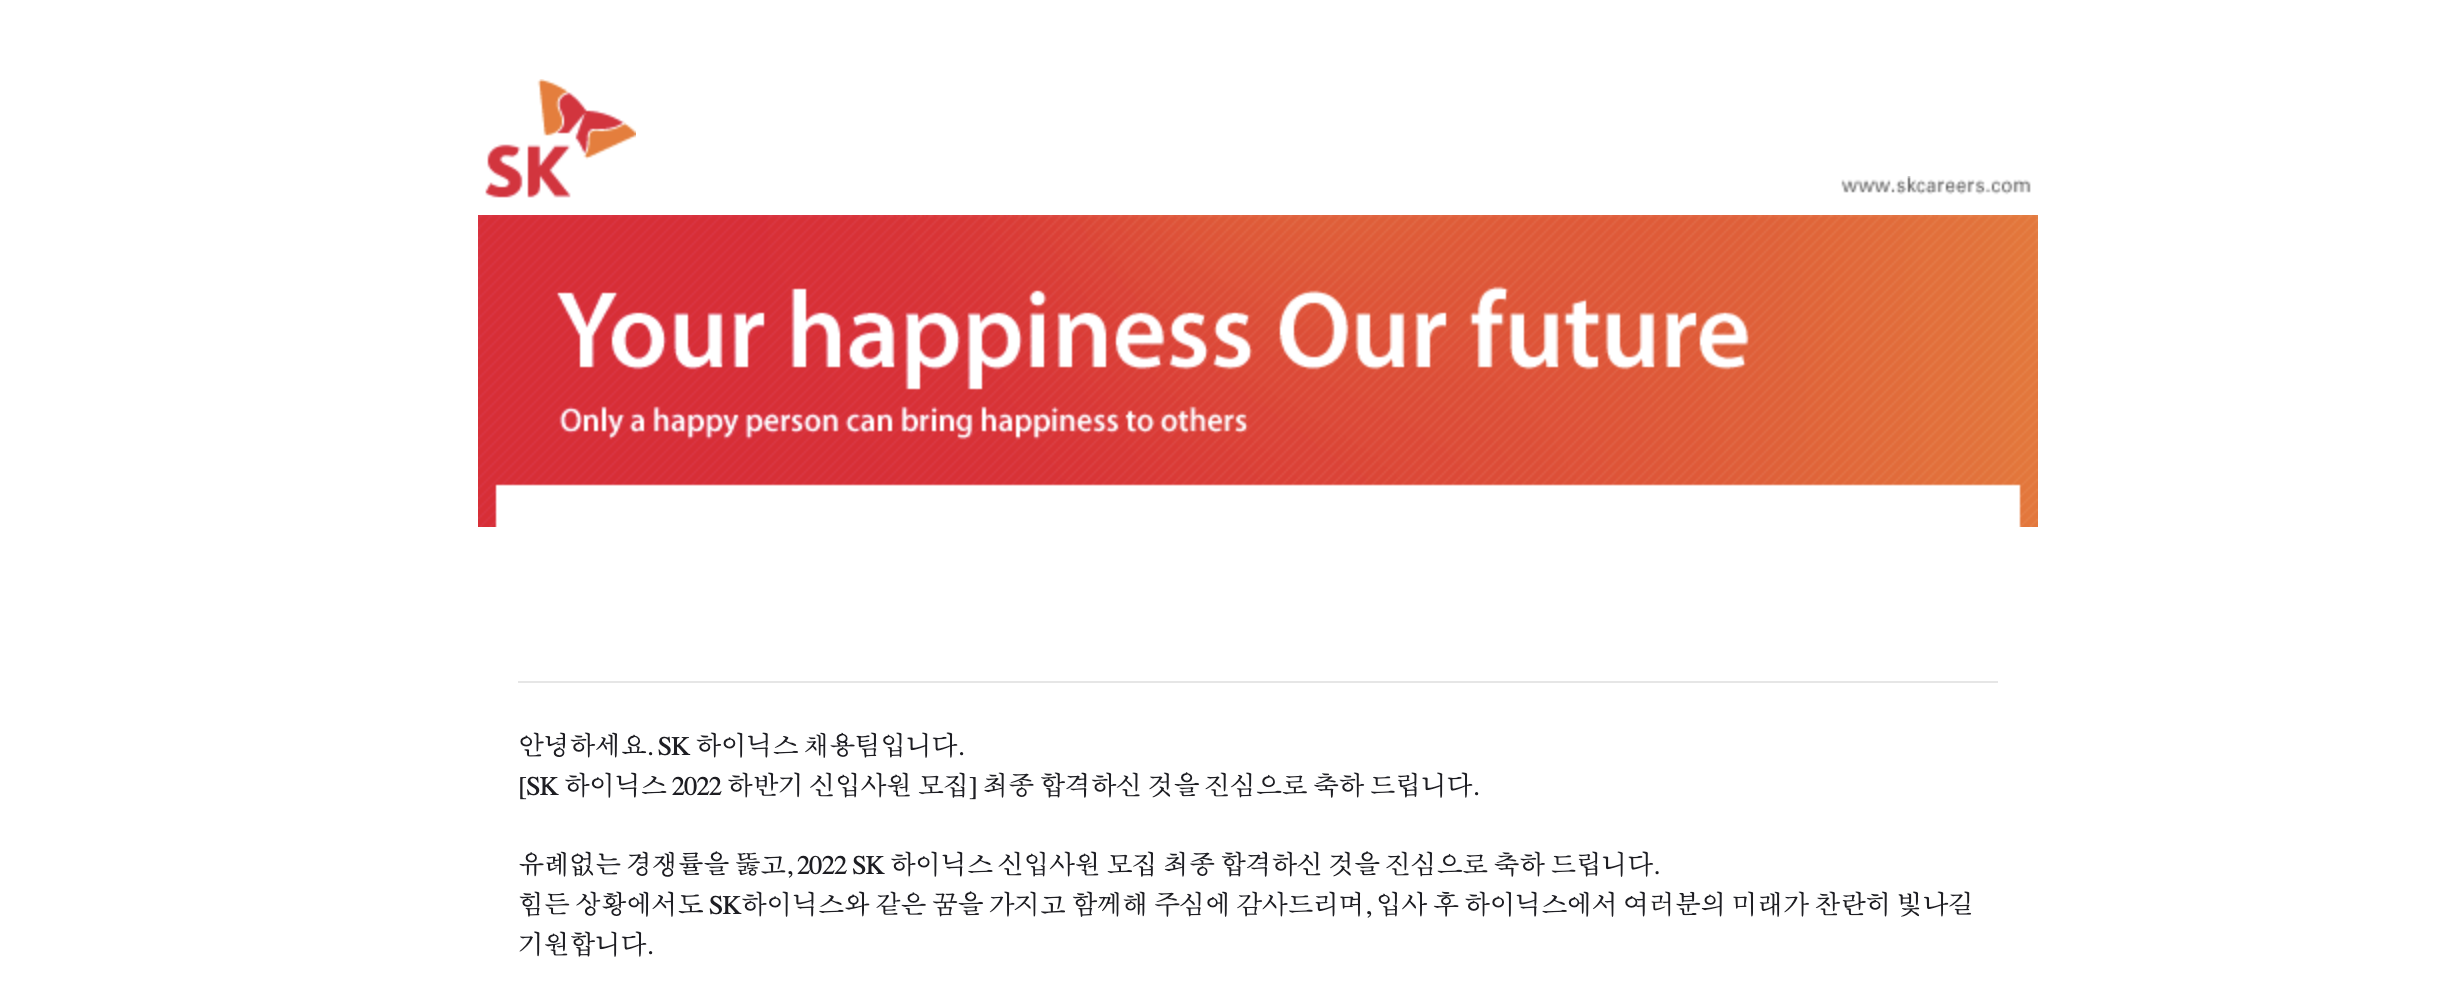 SK
www.skcareers.com
Your happiness Our future
Only a happy person can bring happiness to others
안녕하세요. SK 하이닉스 채용팀입니다.
[SK 하이닉스 2022 하반기 신입사원 모집] 최종 합격하신 것을 진심으로 축하 드립니다.
유례없는 경쟁률을 뚫고, 2022 SK 하이닉스 신입사원 모집 최종 합격하신 것을 진심으로 축하 드립니다.
힘든 상황에서도 SK하이닉스와 같은 꿈을 가지고 함께해 주심에 감사드리며, 입사 후 하이닉스에서 여러분의 미래가 찬란히 빛나길
기원합니다.